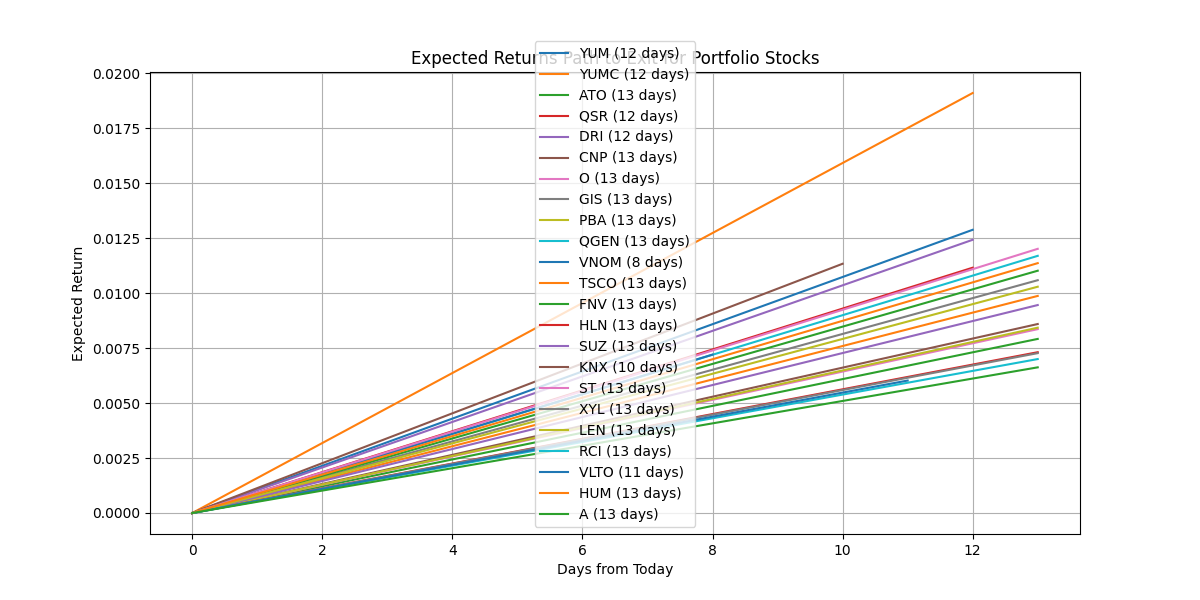 Expected Returns Path to Exit for Portfolio Stocks
YUM (12 days)
YUMC (12 days)
ATO (13 days)
QSR (12 days)
DRI (12 days)
CNP (13 days)
O (13 days)
GIS (13 days)
PBA (13 days)
QGEN (13 days)
VNOM (8 days)
TSCO (13 days)
FNV (13 days)
HLN (13 days)
SUZ (13 days)
KNX (10 days)
ST (13 days)
XYL (13 days)
LEN (13 days)
RCI (13 days)
VLTO (11 days)
HUM (13 days)
A (13 days)
Expected Return
0.0200
0.0175
0.0150
0.0125
0.0100
0.0075
0.0050
0.0025
0.0000
0 2 4 6 8 10 12
Days from Today